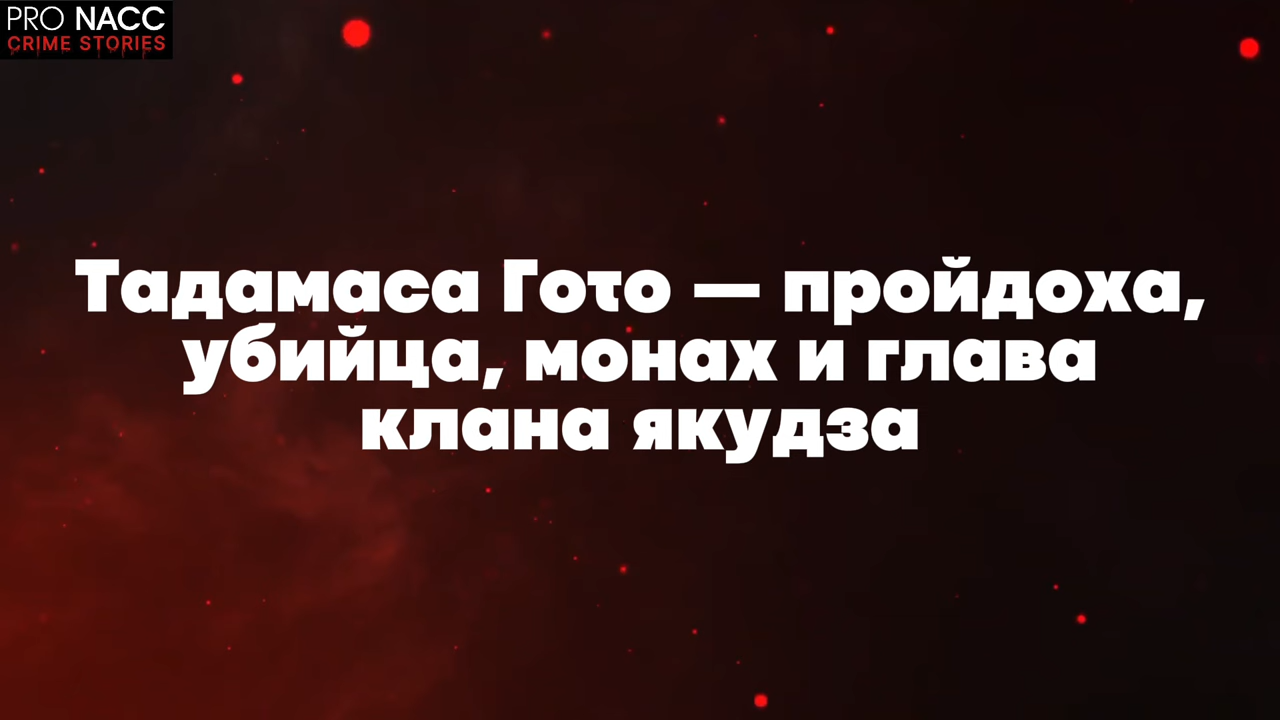 PRO NACC
CRIME STORIES
Тадамаса Гото — пройдоха,
убийца, монах и глава
клана якудза